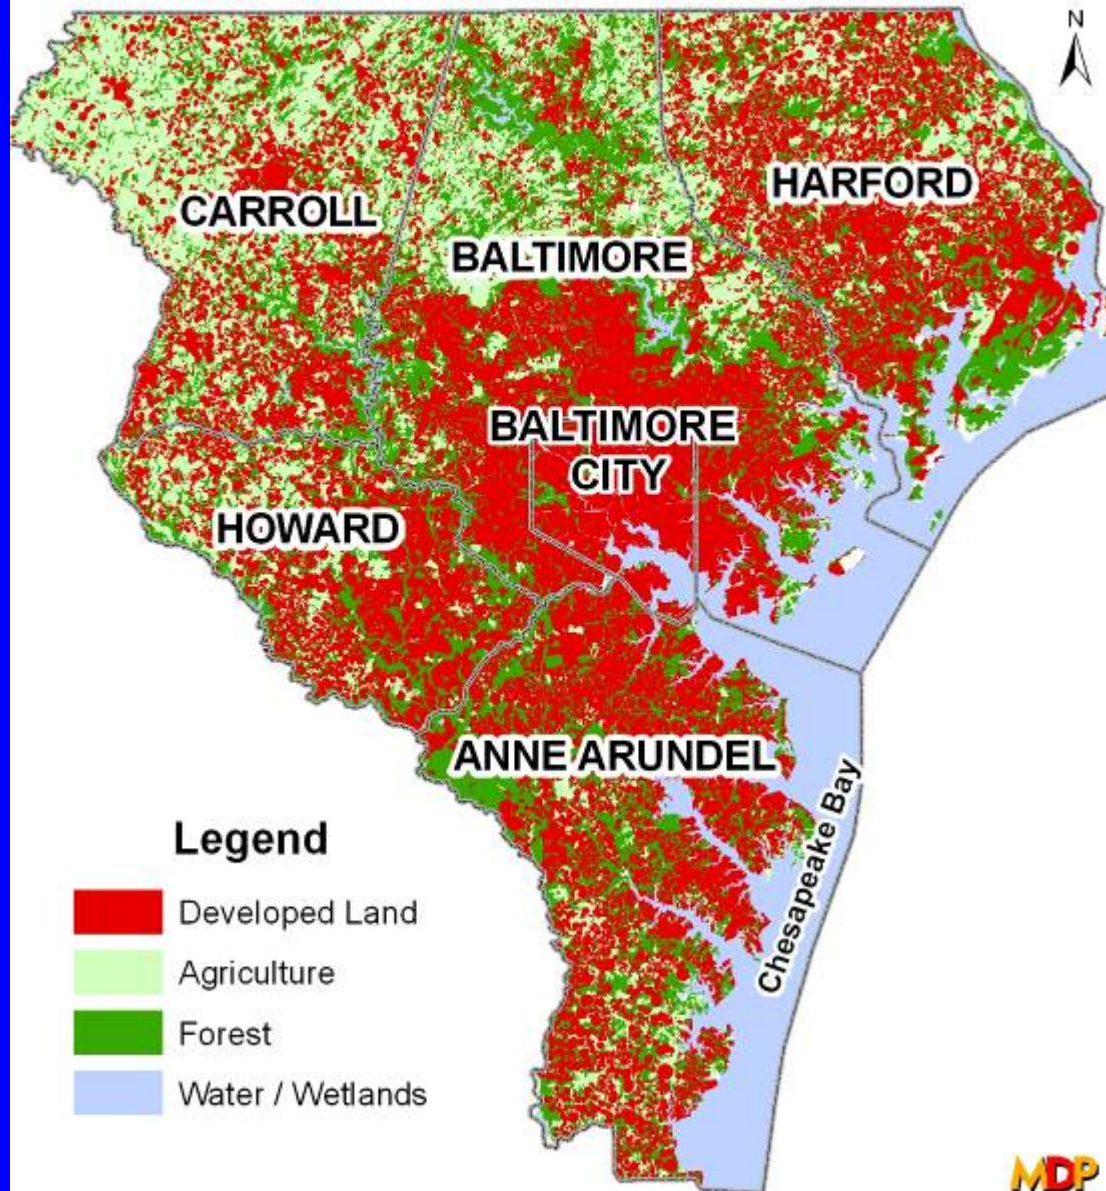 N
HARFORD
CARROLL
BALTIMORE
BALTIMORE
CITY
HOWARD
ANNE ARUNDEL
Chesapeake Bay
Legend
Developed Land
Agriculture
Forest
Water / Wetlands
MDP